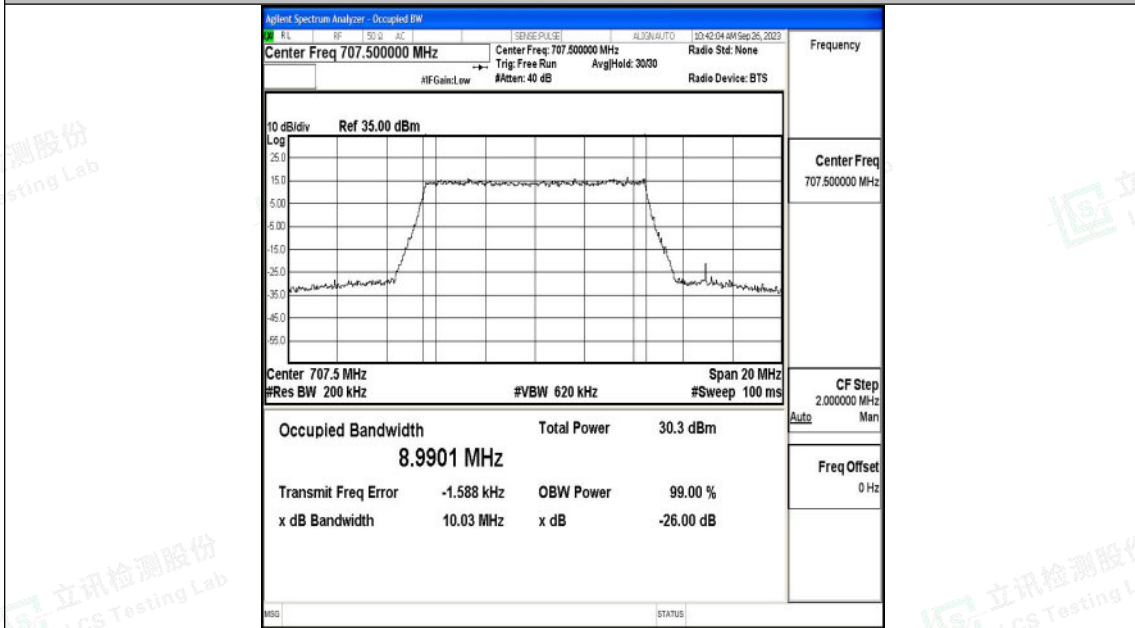 Agilent Spectrum Analyzer - Occupied BW
RL RF 50 Ω AC SENSE:PULSE ALIGNAUTO 10:42:04 AM Sep 26, 2023
Center Freq 707.500000 MHz
Center Freq: 707.500000 MHz
Radio Std: None
Trig: Free Run Avg|Hold: 30/30
#IFGain:Low
#Atten: 40 dB
Radio Device: BTS
10 dB/div Ref 35.00 dBm
Log
25.0
15.0
5.00
-5.00
-15.0
-25.0
-35.0
-45.0
-55.0
Center 707.5 MHz
Span 20 MHz
#Res BW 200 kHz
#VBW 620 kHz
#Sweep 100 ms
Occupied Bandwidth
Total Power 30.3 dBm
8.9901 MHz
Transmit Freq Error -1.588 kHz OBW Power 99.00 %
x dB Bandwidth 10.03 MHz x dB -26.00 dB
MSG
STATUS
Frequency
Center Freq
707.500000 MHz
CF Step
2.000000 MHz
Auto Man
Freq Offset
0 Hz
测股份
sting Lab
立讯检测股份
LCS Testing Lab
立讯检测股份
LCS Testing L
立